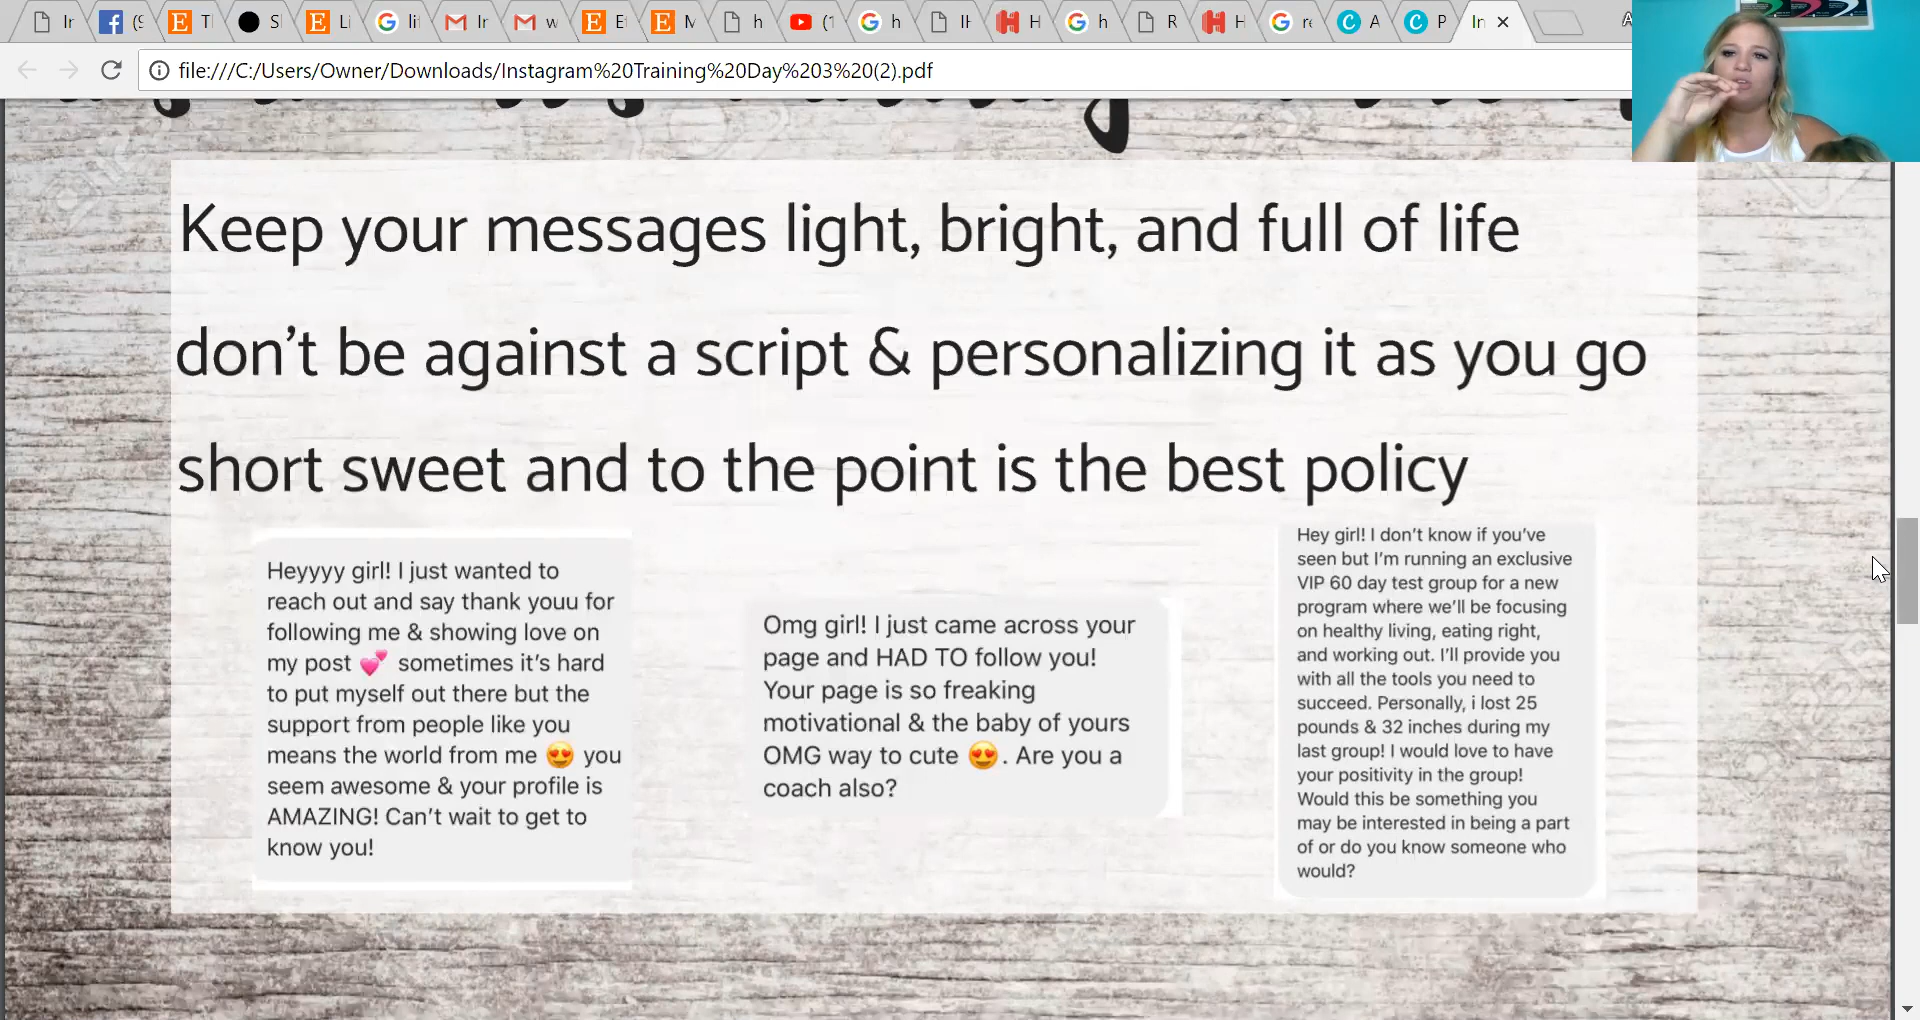 Ir
(9
T
S
Li
lit
Ir
w
E
M
h
(1
h
IH
H
h
R
H
re
A
P
In
A
file:///C:/Users/Owner/Downloads/Instagram%20Training%20Day%203%20(2).pdf
Keep your messages light, bright, and full of life
don't be against a script & personalizing it as you go
short sweet and to the point is the best policy
Heyyyy girl! I just wanted to
reach out and say thank youu for
following me & showing love on
my post 💕 sometimes it's hard
to put myself out there but the
support from people like you
means the world from me 😍 you
seem awesome & your profile is
AMAZING! Can't wait to get to
know you!
Omg girl! I just came across your
page and HAD TO follow you!
Your page is so freaking
motivational & the baby of yours
OMG way to cute 😍. Are you a
coach also?
Hey girl! I don't know if you've
seen but I'm running an exclusive
VIP 60 day test group for a new
program where we'll be focusing
on healthy living, eating right,
and working out. I'll provide you
with all the tools you need to
succeed. Personally, i lost 25
pounds & 32 inches during my
last group! I would love to have
your positivity in the group!
Would this be something you
may be interested in being a part
of or do you know someone who
would?